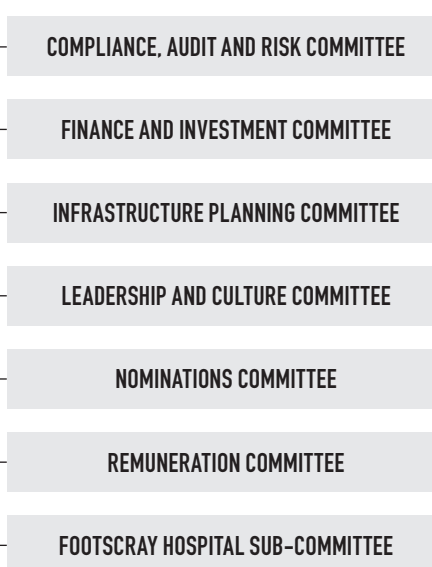 COMPLIANCE, AUDIT AND RISK COMMITTEE
FINANCE AND INVESTMENT COMMITTEE
INFRASTRUCTURE PLANNING COMMITTEE
LEADERSHIP AND CULTURE COMMITTEE
NOMINATIONS COMMITTEE
REMUNERATION COMMITTEE
FOOTSCRAY HOSPITAL SUB-COMMITTEE